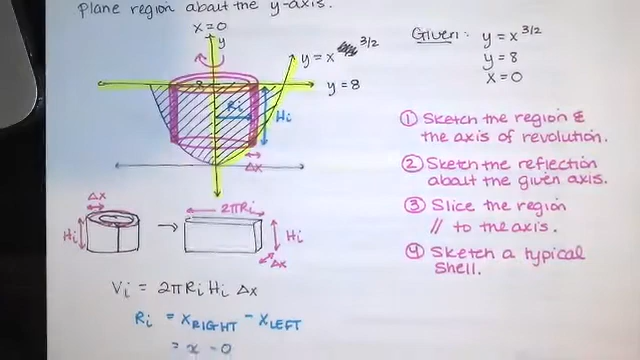 plane region about the y-axis.
x=0
y
y = x^3/2
y=8
8
Ri
Hi
Δx
Given: y = x^3/2
y = 8
x = 0
① Sketch the region &
the axis of revolution.
② Sketch the reflection
about the given axis.
③ Slice the region
// to the axis.
④ Sketch a typical
shell.
Δx
Hi
2πRi
Hi
Δx
Vi = 2πRiHi Δx
Ri = xRIGHT - xLEFT
= x - 0